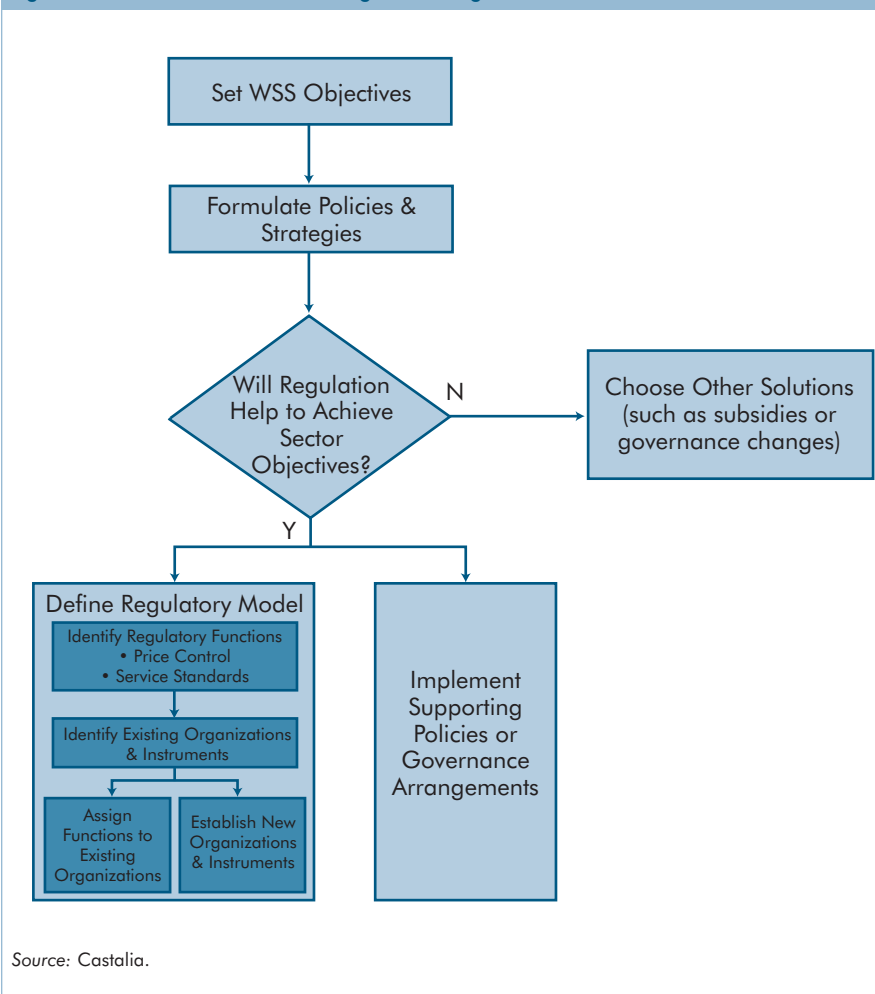 Set WSS Objectives
Formulate Policies &
Strategies
Will Regulation
Help to Achieve
Sector
Objectives?
N
Choose Other Solutions
(such as subsidies or
governance changes)
Y
Define Regulatory Model
Identify Regulatory Functions
• Price Control
• Service Standards
Identify Existing Organizations
& Instruments
Assign
Functions to
Existing
Organizations
Establish New
Organizations
& Instruments
Implement
Supporting
Policies or
Governance
Arrangements
Source: Castalia.